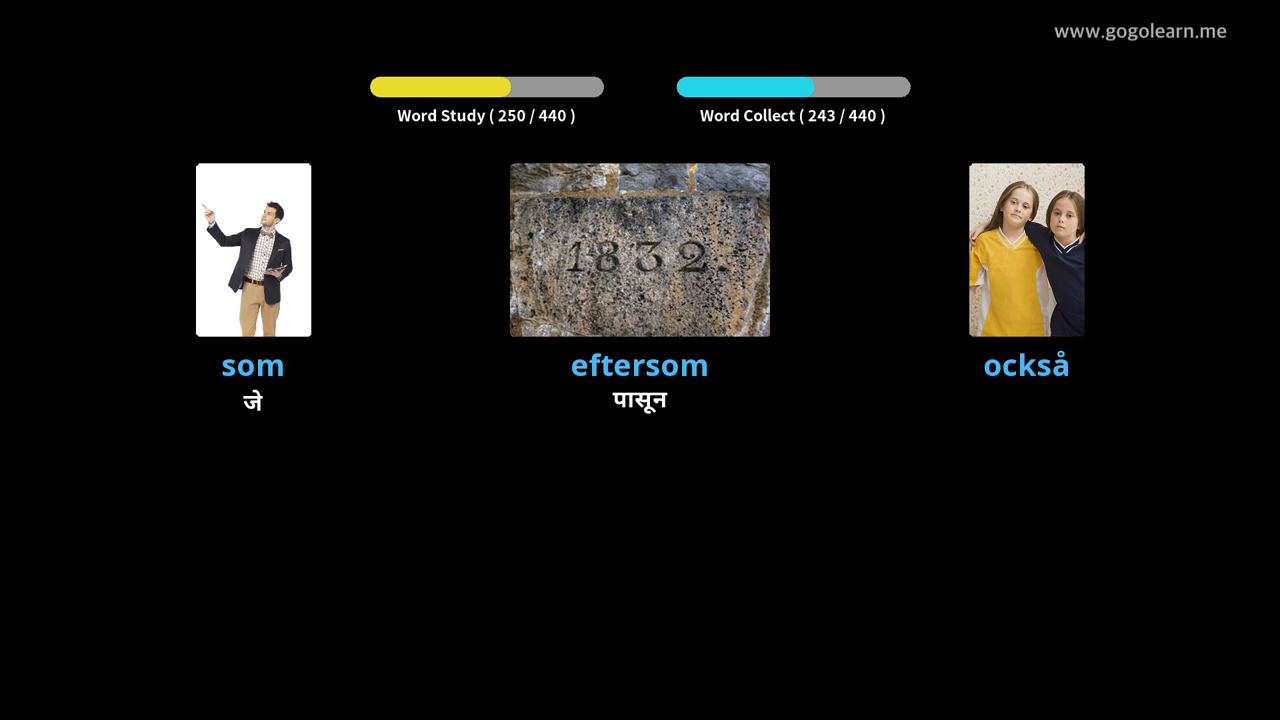 www.gogolearn.me
Word Study ( 250 / 440 )
Word Collect ( 243 / 440 )
1832.
som
eftersom
också
जे
पासून